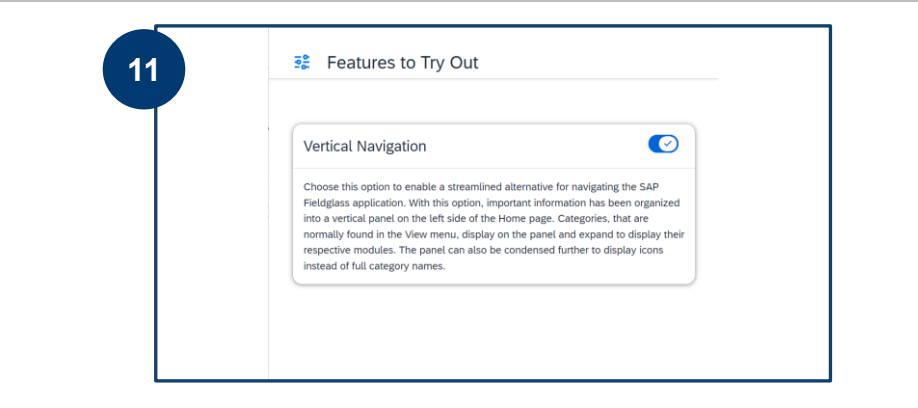 11
Features to Try Out
Vertical Navigation
Choose this option to enable a streamlined alternative for navigating the SAP
Fieldglass application. With this option, important information has been organized
into a vertical panel on the left side of the Home page. Categories, that are
normally found in the View menu, display on the panel and expand to display their
respective modules. The panel can also be condensed further to display icons
instead of full category names.